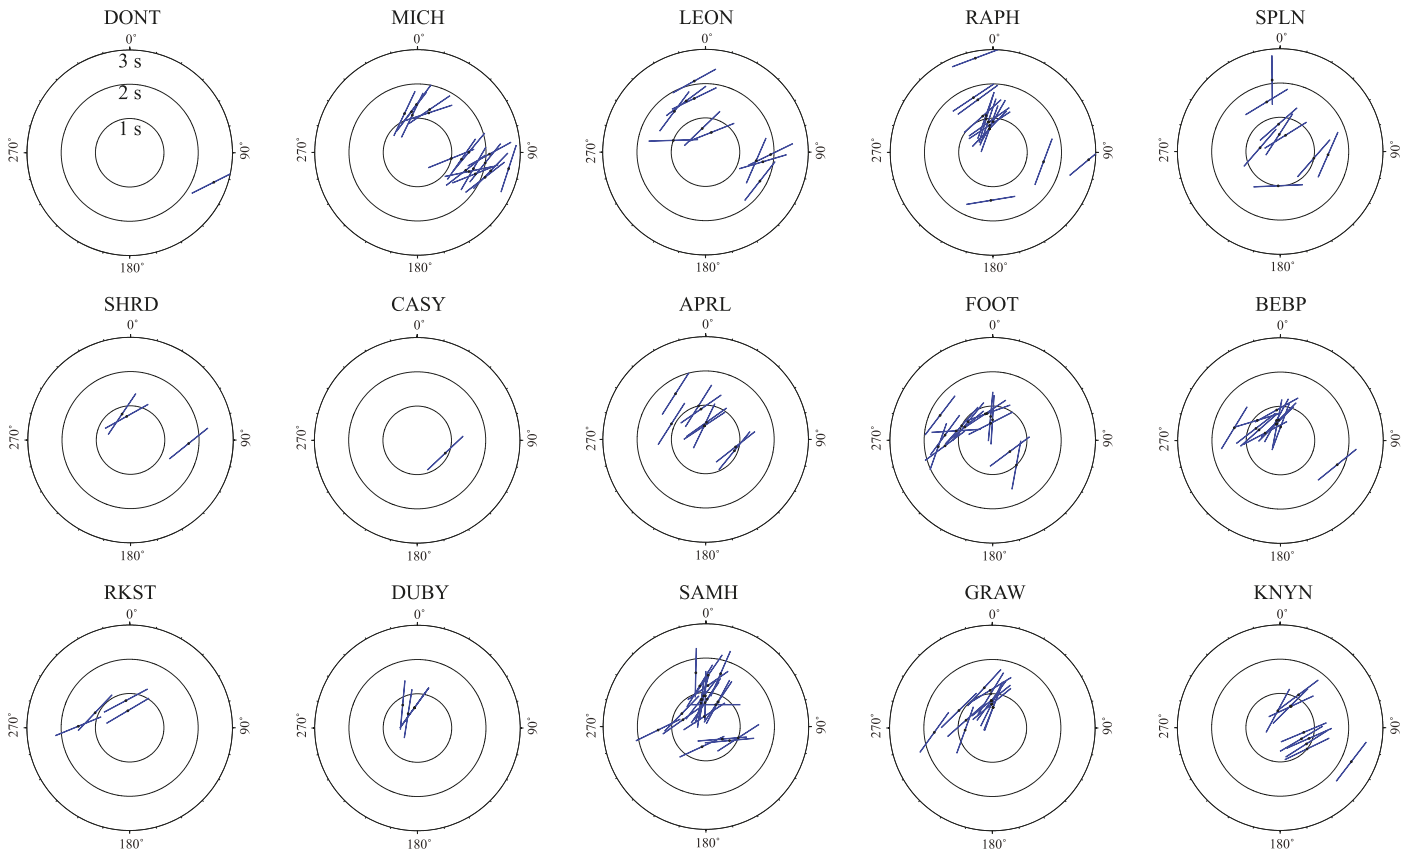 DONT MICH LEON RAPH SPLN
0˚ 0˚ 0˚ 0˚ 0˚
3 s
2 s
1 s
270˚ 90˚ 270˚ 90˚ 270˚ 90˚ 270˚ 90˚ 270˚ 90˚
180˚ 180˚ 180˚ 180˚ 180˚
SHRD CASY APRL FOOT BEBP
0˚ 0˚ 0˚ 0˚ 0˚
270˚ 90˚ 270˚ 90˚ 270˚ 90˚ 270˚ 90˚ 270˚ 90˚
180˚ 180˚ 180˚ 180˚ 180˚
RKST DUBY SAMH GRAW KNYN
0˚ 0˚ 0˚ 0˚ 0˚
270˚ 90˚ 270˚ 90˚ 270˚ 90˚ 270˚ 90˚ 270˚ 90˚
180˚ 180˚ 180˚ 180˚ 180˚